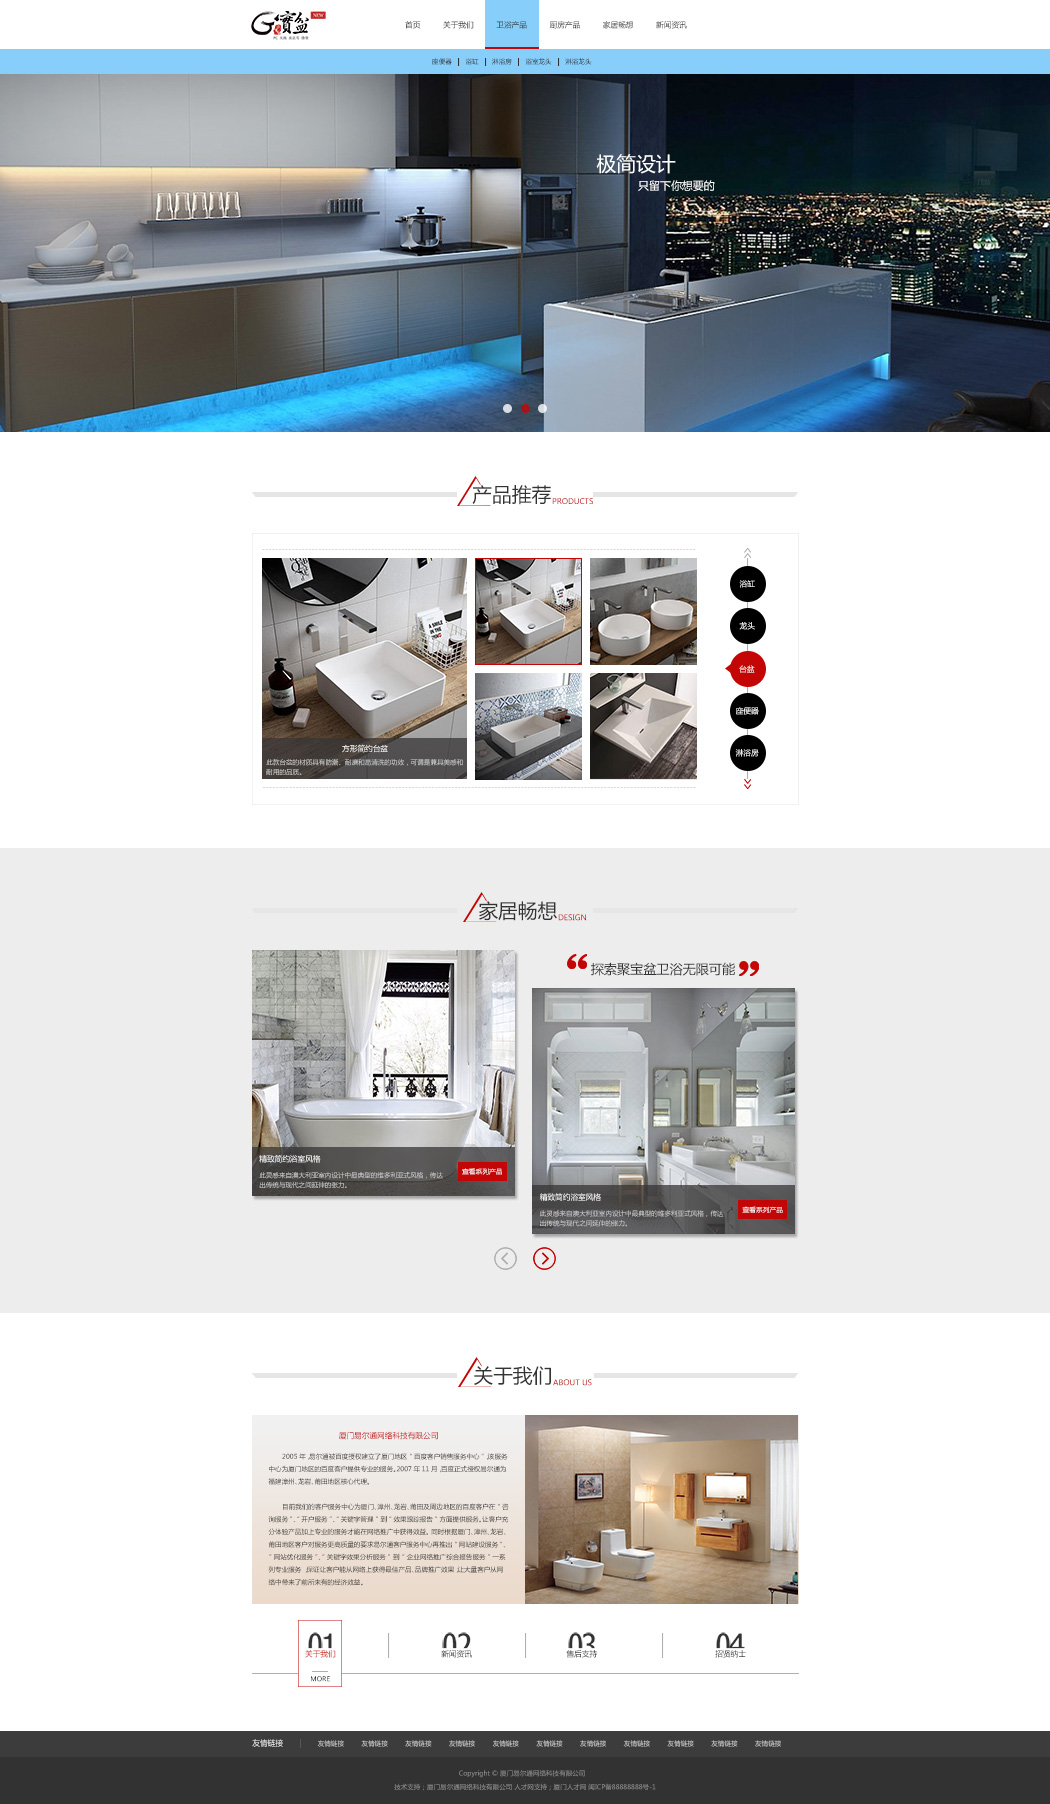 寳盆 NEW
首页 关于我们 卫浴产品 厨房产品 家居畅想 新闻资讯
座便器 浴缸 淋浴房 浴室龙头 淋浴龙头
极简设计
只留下你想要的
产品推荐 PRODUCTS
浴缸
龙头
台盆
座便器
淋浴房
方形简约台盆
此款台盆的材质具有防潮、耐磨和易清洗的功效，可谓是兼具美感和
耐用的品质。
家居畅想 DESIGN
探索聚宝盆卫浴无限可能
精致简约浴室风格
此灵感来自澳大利亚室内设计中最典型的维多利亚式风格，传达
出传统与现代之间延伸的张力。
查看系列产品
精致简约浴室风格
此灵感来自澳大利亚室内设计中最典型的维多利亚式风格，传达
出传统与现代之间延伸的张力。
查看系列产品
关于我们 ABOUT US
厦门易尔通网络科技有限公司
2005 年 ,易尔通被百度授权建立了厦门地区＂百度客户销售服务中心＂,该服务
中心为厦门地区的百度客户提供专业的服务。2007 年 11 月 ,百度正式授权易尔通为
福建漳州、龙岩、莆田地区核心代理。
目前我们的客户服务中心为厦门、漳州、龙岩、莆田及周边地区的百度客户在＂咨
询服务＂、＂开户服务＂、＂关键字管理＂到＂效果跟踪报告＂方面提供服务。让客户充
分体验产品加上专业的服务才能在网络推广中获得效益。 同时根据厦门、漳州、龙岩、
莆田地区客户对服务更高质量的要求易尔通客户服务中心再推出＂网站建设服务＂、
＂网站优化服务＂、＂关键字效果分析服务＂到＂企业网络推广综合报告服务＂一系
列专业服务 ,保证让客户能从网络上获得最佳产品、品牌推广效果 ,让大量客户从网
络中带来了前所未有的经济效益。
01 02 03 04
关于我们 新闻资讯 售后支持 招贤纳士
MORE
友情链接 友情链接 友情链接 友情链接 友情链接 友情链接 友情链接 友情链接 友情链接 友情链接 友情链接 友情链接
Copyright © 厦门易尔通网络科技有限公司
技术支持：厦门易尔通网络科技有限公司 人才网支持：厦门人才网 闽ICP备88888888号-1